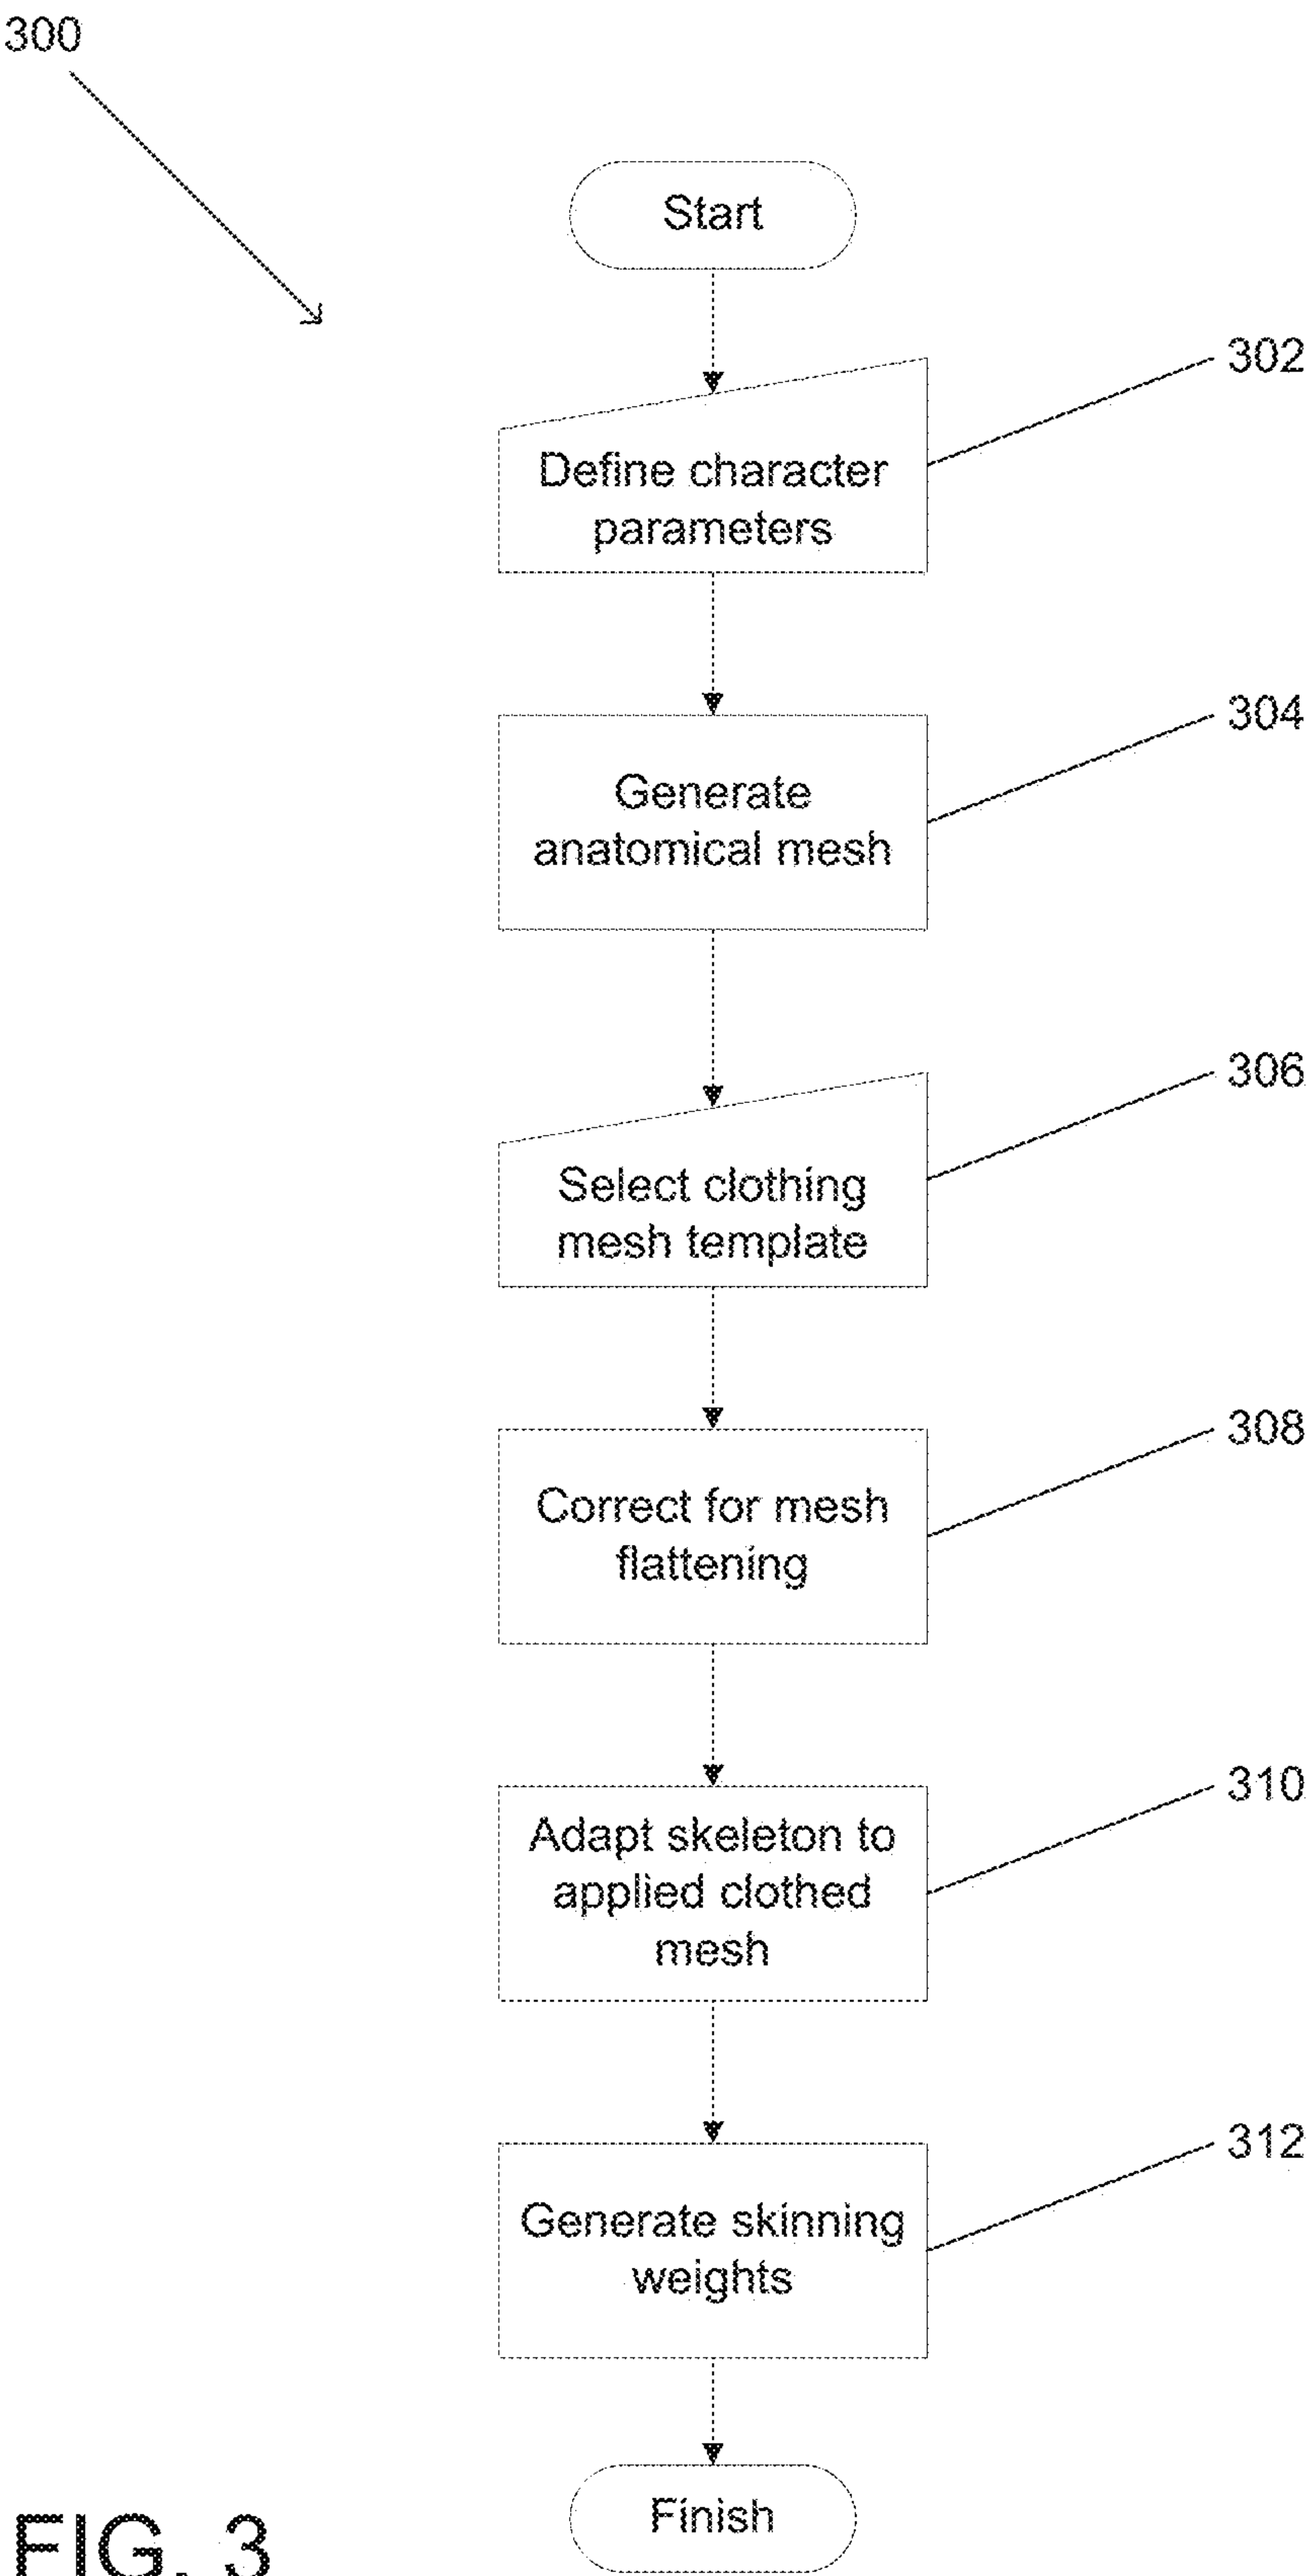 300
Start
302
Define character
parameters
304
Generate
anatomical mesh
306
Select clothing
mesh template
308
Correct for mesh
flattening
310
Adapt skeleton to
applied clothed
mesh
312
Generate skinning
weights
Finish
FIG. 3